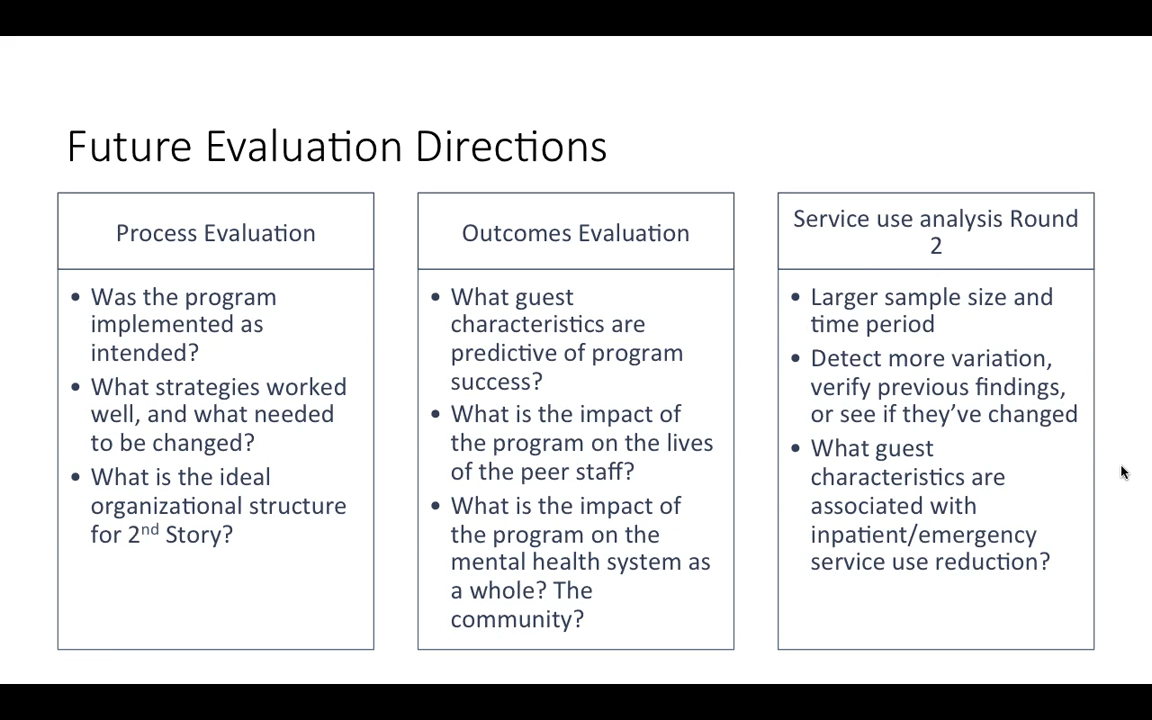 Future Evaluation Directions
Process Evaluation
• Was the program
implemented as
intended?
• What strategies worked
well, and what needed
to be changed?
• What is the ideal
organizational structure
for 2nd Story?
Outcomes Evaluation
• What guest
characteristics are
predictive of program
success?
• What is the impact of
the program on the lives
of the peer staff?
• What is the impact of
the program on the
mental health system as
a whole? The
community?
Service use analysis Round
2
• Larger sample size and
time period
• Detect more variation,
verify previous findings,
or see if they’ve changed
• What guest
characteristics are
associated with
inpatient/emergency
service use reduction?